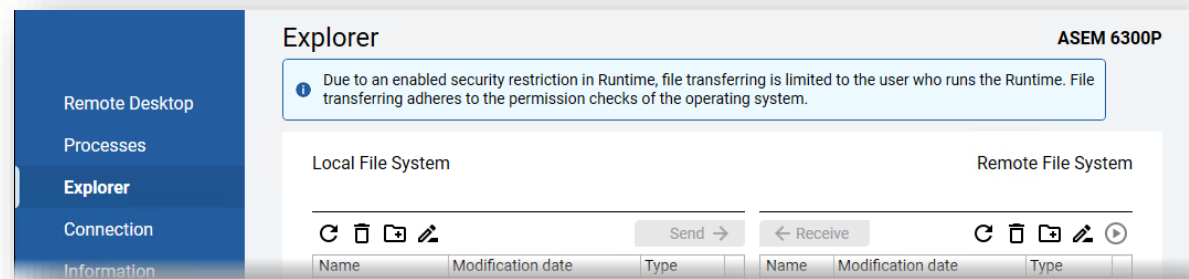 Explorer
ASEM 6300P
Due to an enabled security restriction in Runtime, file transferring is limited to the user who runs the Runtime. File
transferring adheres to the permission checks of the operating system.
Remote Desktop
Processes
Explorer
Connection
Information
Local File System
Remote File System
Send
Receive
Name Modification date Type
Name Modification date Type